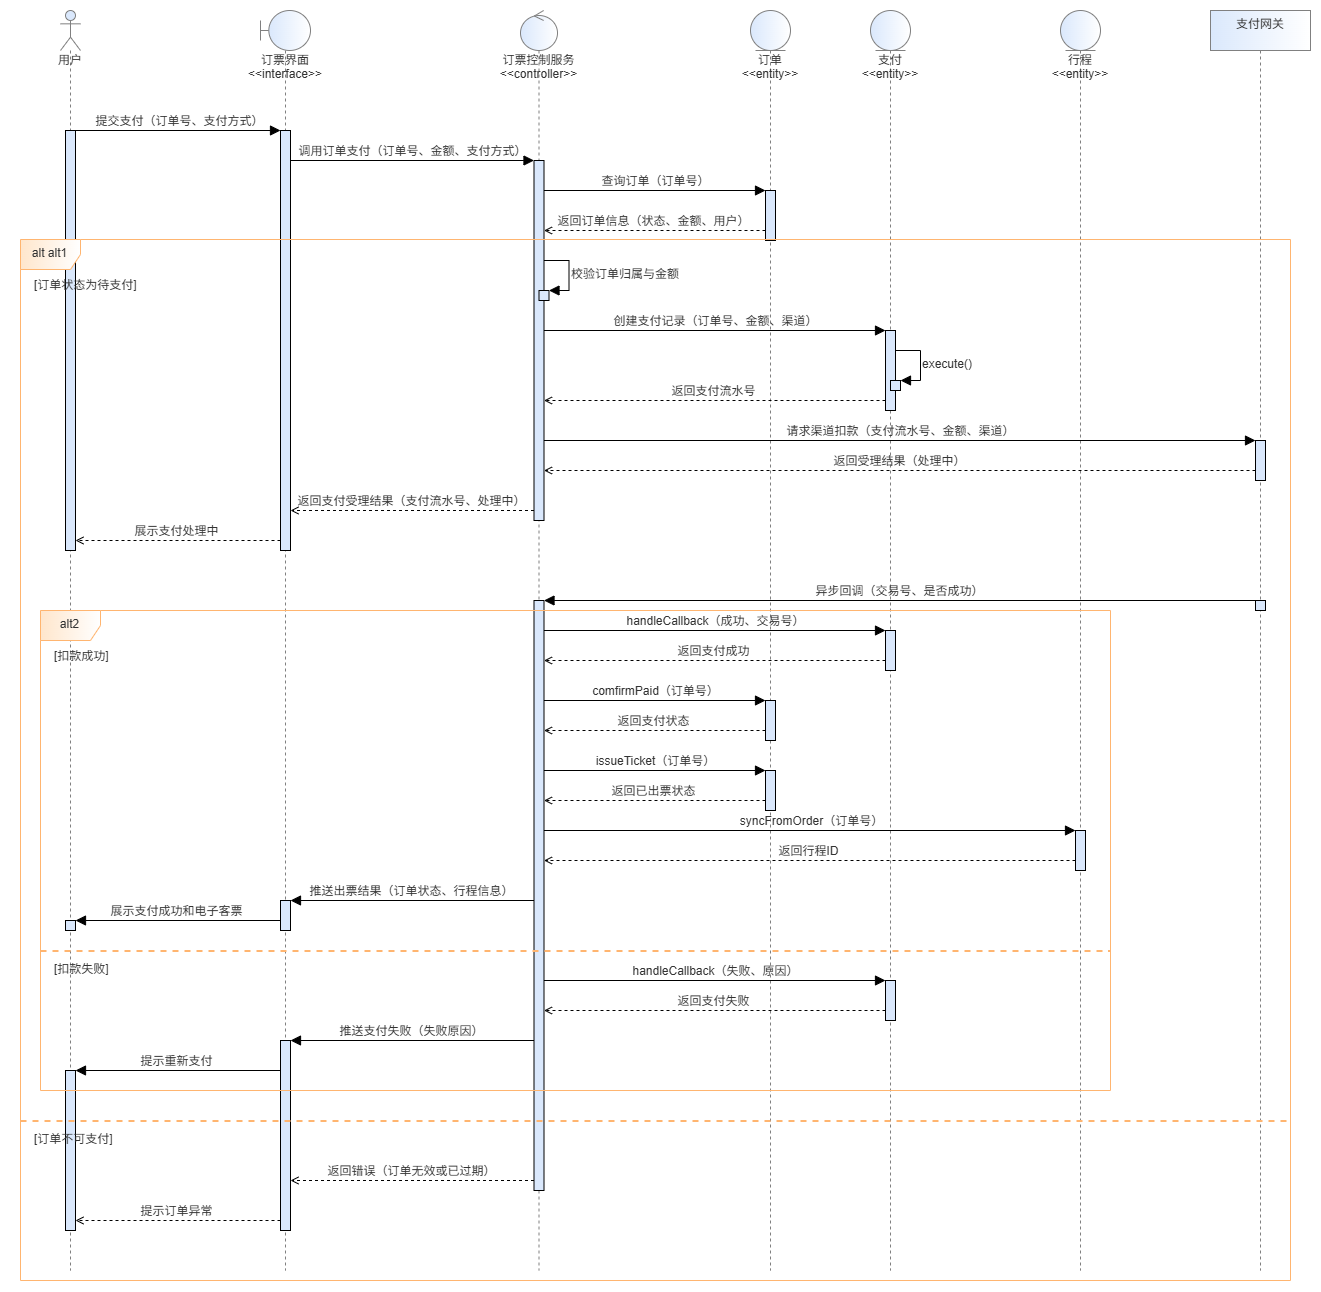 用户
订票界面
<<interface>>
订票控制服务
<<controller>>
订单
<<entity>>
支付
<<entity>>
行程
<<entity>>
支付网关
提交支付（订单号、支付方式）
调用订单支付（订单号、金额、支付方式）
查询订单（订单号）
返回订单信息（状态、金额、用户）
alt alt1
[订单状态为待支付]
校验订单归属与金额
创建支付记录（订单号、金额、渠道）
execute()
返回支付流水号
请求渠道扣款（支付流水号、金额、渠道）
返回受理结果（处理中）
返回支付受理结果（支付流水号、处理中）
展示支付处理中
异步回调（交易号、是否成功）
alt2
[扣款成功]
handleCallback（成功、交易号）
返回支付成功
comfirmPaid（订单号）
返回支付状态
issueTicket（订单号）
返回已出票状态
syncFromOrder（订单号）
返回行程ID
推送出票结果（订单状态、行程信息）
展示支付成功和电子客票
[扣款失败]
handleCallback（失败、原因）
返回支付失败
推送支付失败（失败原因）
提示重新支付
[订单不可支付]
返回错误（订单无效或已过期）
提示订单异常